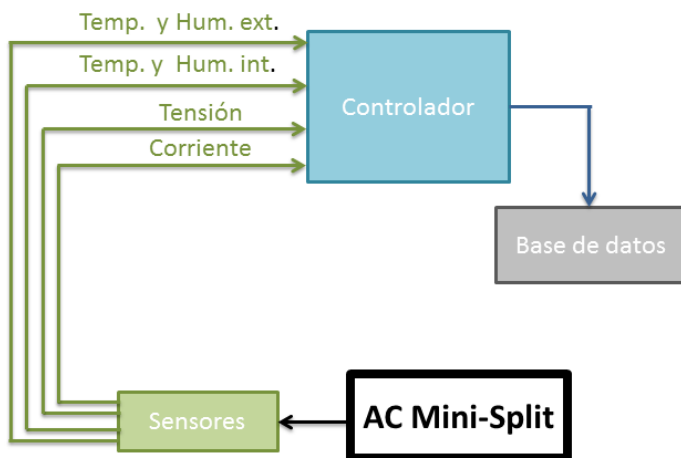 Temp. y Hum. ext.
Temp. y Hum. int.
Tensión
Corriente
Controlador
Base de datos
Sensores
AC Mini-Split